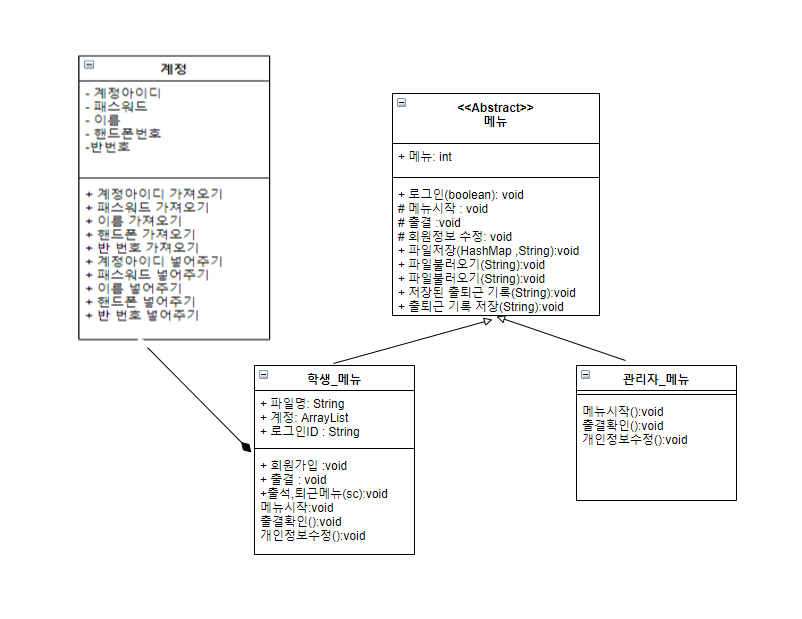 계정
- 계정아이디
- 패스워드
- 이름
- 핸드폰번호
-반번호
+ 계정아이디 가져오기
+ 패스워드 가져오기
+ 이름 가져오기
+ 핸드폰 가져오기
+ 반 번호 가져오기
+ 계정아이디 넣어주기
+ 패스워드 넣어주기
+ 이름 넣어주기
+ 핸드폰 넣어주기
+ 반 번호 넣어주기
<<Abstract>>
메뉴
+ 메뉴: int
+ 로그인(boolean): void
# 메뉴시작 : void
# 출결 :void
# 회원정보 수정: void
+ 파일저장(HashMap ,String):void
+ 파일불러오기(String):void
+ 파일불러오기(String):void
+ 저장된 출퇴근 기록(String):void
+ 출퇴근 기록 저장(String):void
학생_메뉴
+ 파일명: String
+ 계정: ArrayList
+ 로그인ID : String
+ 회원가입 :void
+ 출결 : void
+출석,퇴근메뉴(sc):void
메뉴시작:void
출결확인():void
개인정보수정():void
관리자_메뉴
메뉴시작():void
출결확인():void
개인정보수정():void